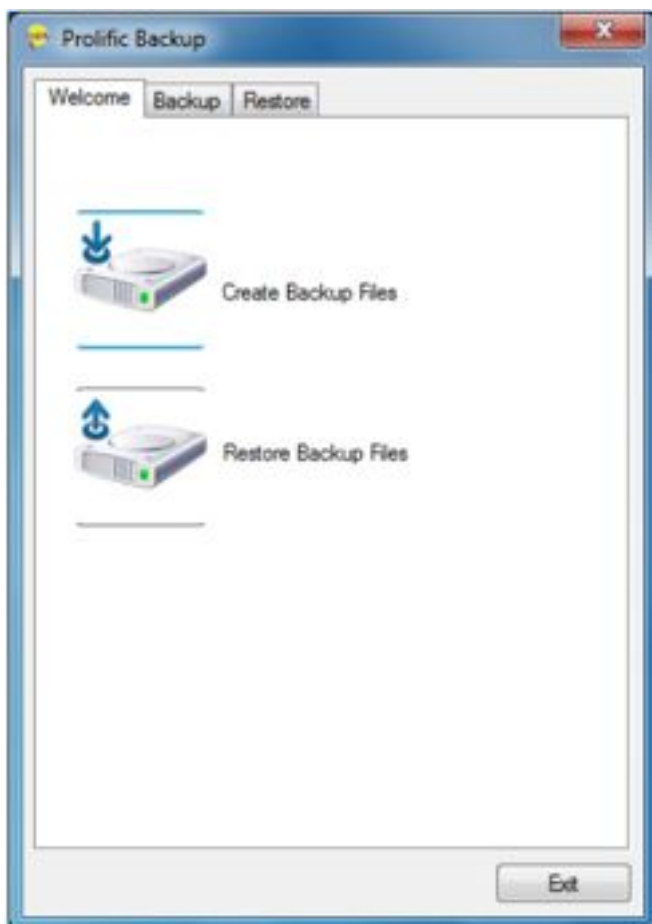 Prolific Backup
Welcome Backup Restore
Create Backup Files
Restore Backup Files
Exit